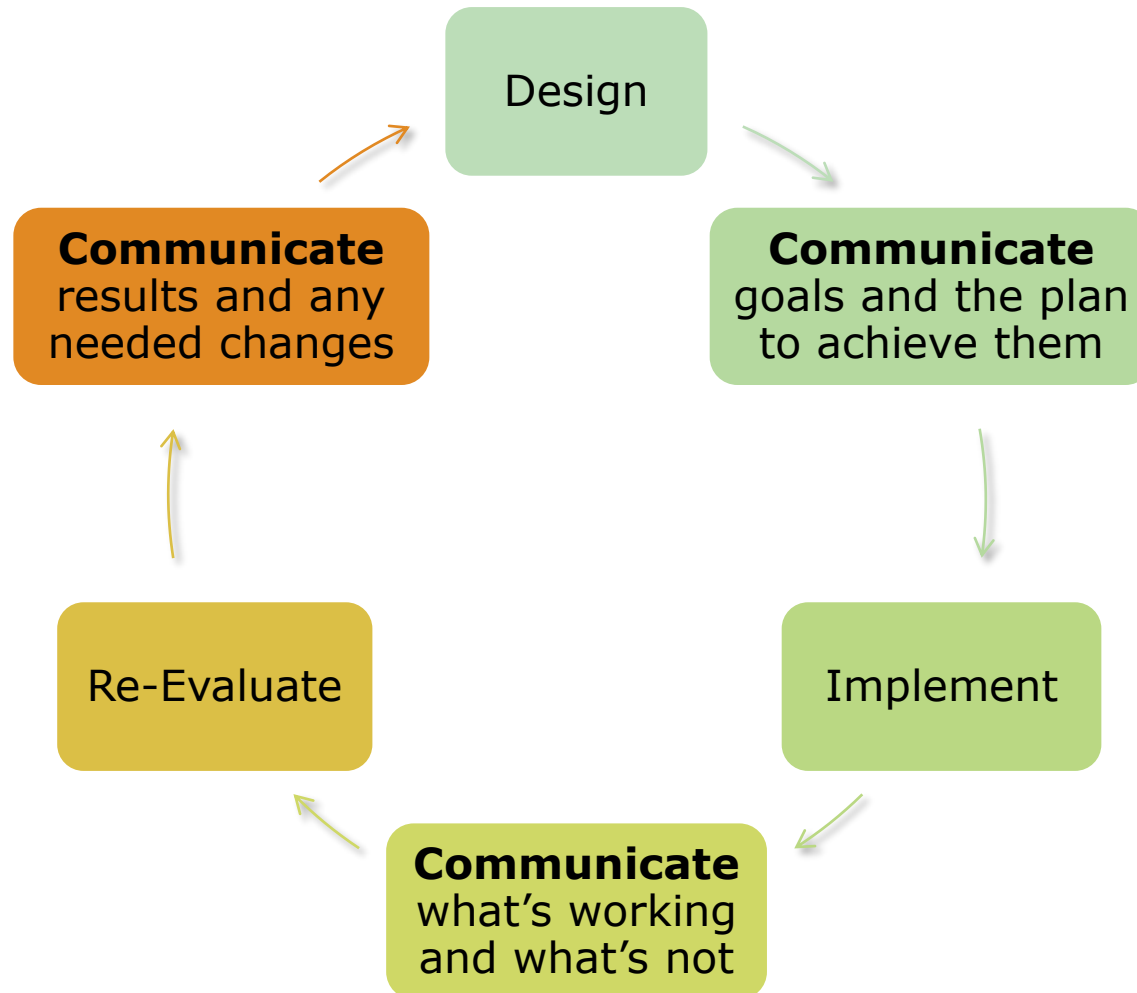 Design
Communicate
goals and the plan
to achieve them
Implement
Communicate
what’s working
and what’s not
Re-Evaluate
Communicate
results and any
needed changes